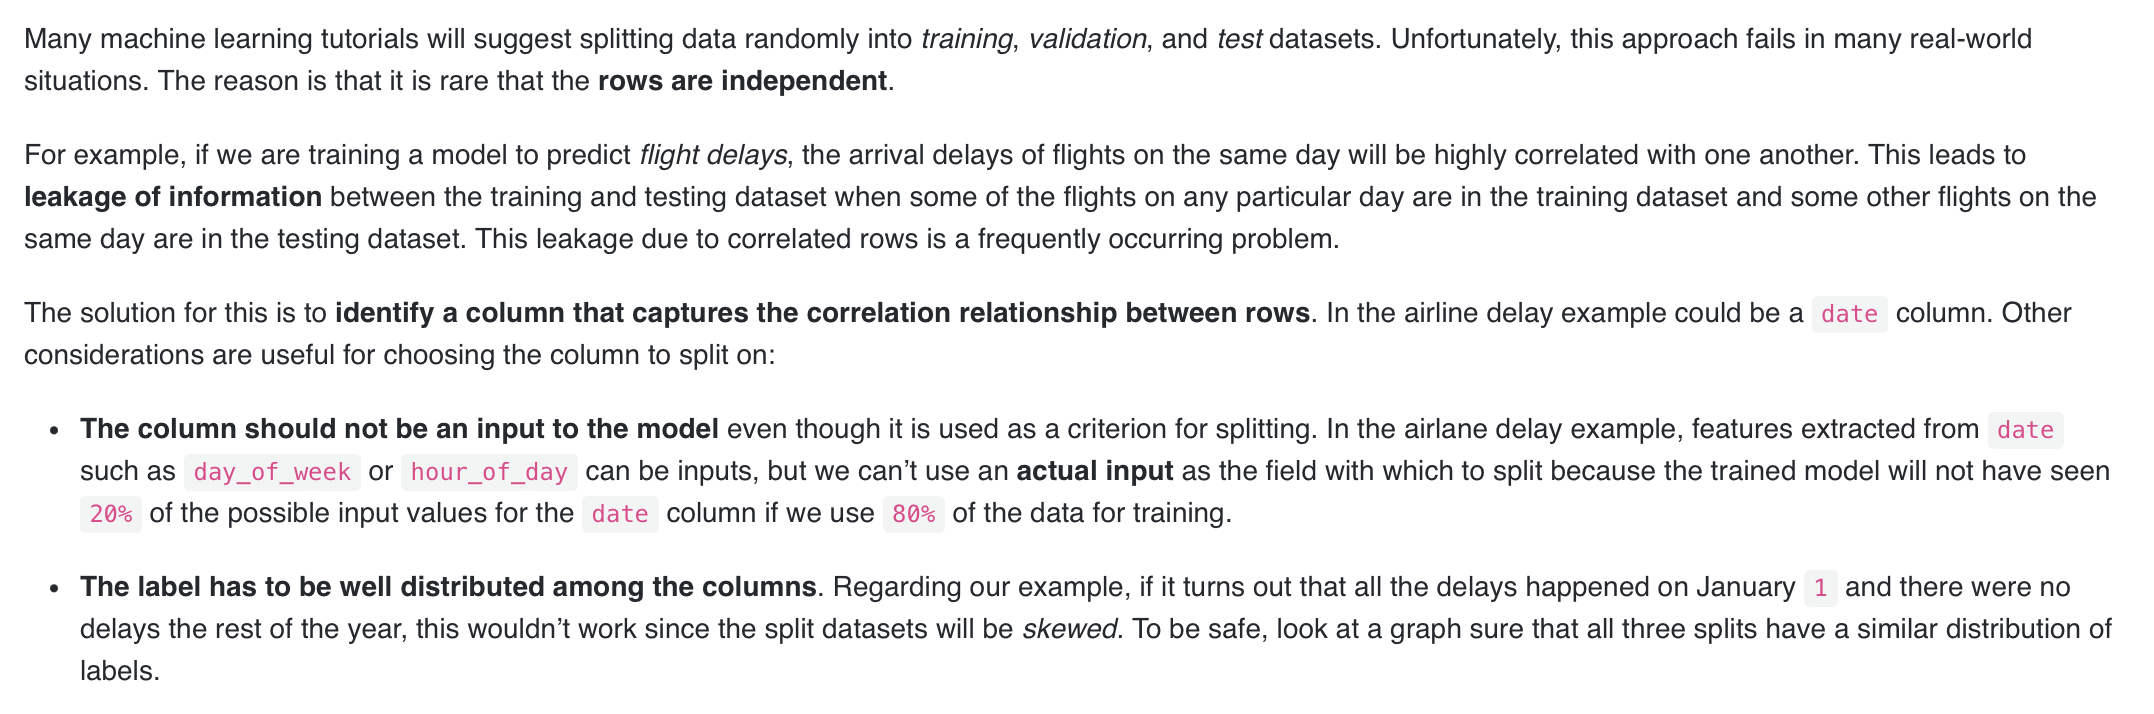 Many machine learning tutorials will suggest splitting data randomly into training, validation, and test datasets. Unfortunately, this approach fails in many real-world
situations. The reason is that it is rare that the rows are independent.
For example, if we are training a model to predict flight delays, the arrival delays of flights on the same day will be highly correlated with one another. This leads to
leakage of information between the training and testing dataset when some of the flights on any particular day are in the training dataset and some other flights on the
same day are in the testing dataset. This leakage due to correlated rows is a frequently occurring problem.
The solution for this is to identify a column that captures the correlation relationship between rows. In the airline delay example could be a date column. Other
considerations are useful for choosing the column to split on:
• The column should not be an input to the model even though it is used as a criterion for splitting. In the airlane delay example, features extracted from date
such as day_of_week or hour_of_day can be inputs, but we can’t use an actual input as the field with which to split because the trained model will not have seen
20% of the possible input values for the date column if we use 80% of the data for training.
• The label has to be well distributed among the columns. Regarding our example, if it turns out that all the delays happened on January 1 and there were no
delays the rest of the year, this wouldn’t work since the split datasets will be skewed. To be safe, look at a graph sure that all three splits have a similar distribution of
labels.